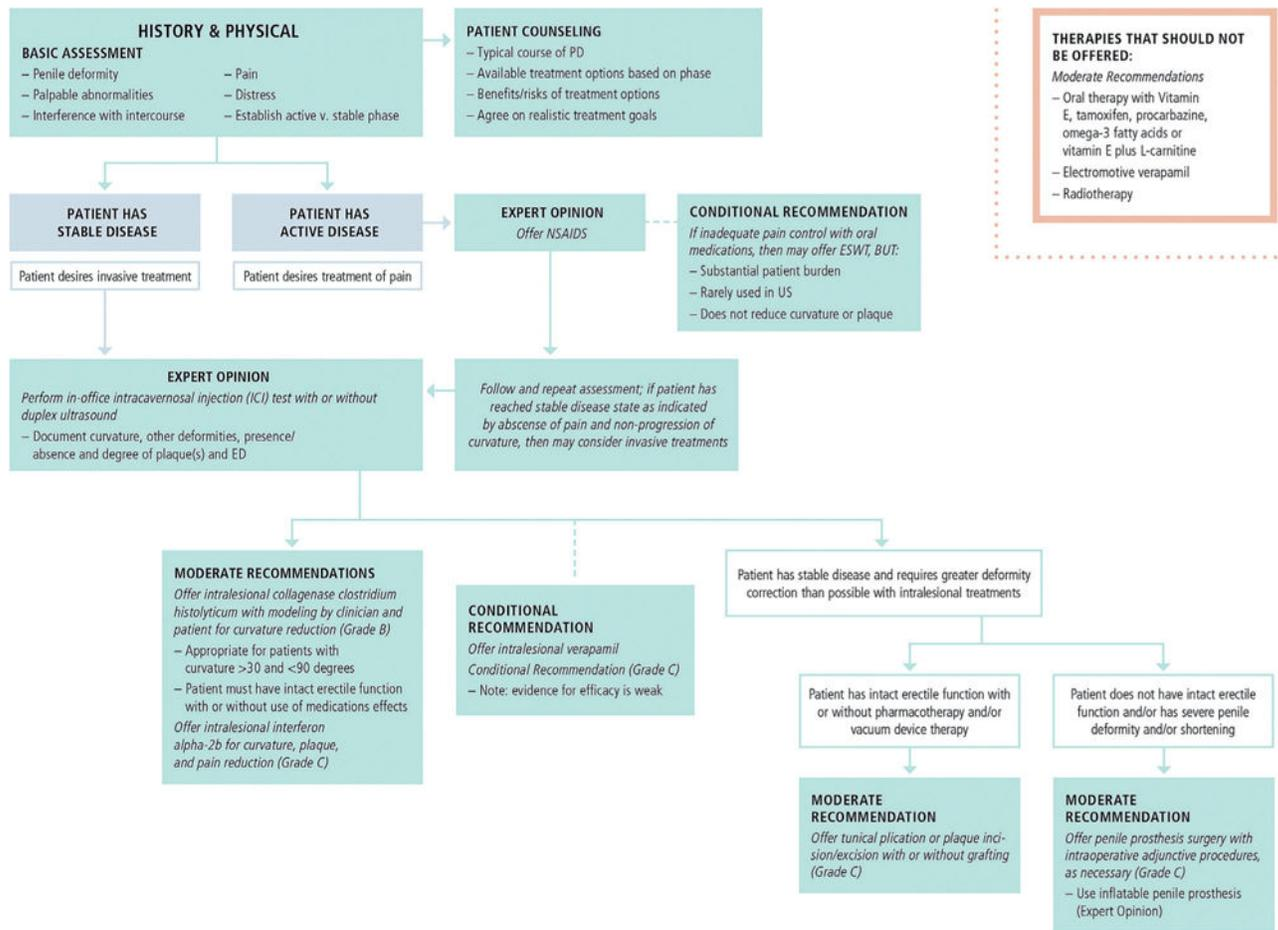 HISTORY & PHYSICAL
BASIC ASSESSMENT
– Penile deformity
– Palpable abnormalities
– Interference with intercourse
– Pain
– Distress
– Establish active v. stable phase
PATIENT COUNSELING
– Typical course of PD
– Available treatment options based on phase
– Benefits/risks of treatment options
– Agree on realistic treatment goals
THERAPIES THAT SHOULD NOT
BE OFFERED:
Moderate Recommendations
– Oral therapy with Vitamin
E, tamoxifen, procarbazine,
omega-3 fatty acids or
vitamin E plus L-carnitine
– Electromotive verapamil
– Radiotherapy
PATIENT HAS
STABLE DISEASE
Patient desires invasive treatment
PATIENT HAS
ACTIVE DISEASE
Patient desires treatment of pain
EXPERT OPINION
Offer NSAIDS
CONDITIONAL RECOMMENDATION
If inadequate pain control with oral
medications, then may offer ESWT, BUT:
– Substantial patient burden
– Rarely used in US
– Does not reduce curvature or plaque
EXPERT OPINION
Perform in-office intracavernosal injection (ICI) test with or without
duplex ultrasound
– Document curvature, other deformities, presence/
absence and degree of plaque(s) and ED
Follow and repeat assessment; if patient has
reached stable disease state as indicated
by abscense of pain and non-progression of
curvature, then may consider invasive treatments
MODERATE RECOMMENDATIONS
Offer intralesional collagenase clostridium
histolyticum with modeling by clinician and
patient for curvature reduction (Grade B)
– Appropriate for patients with
curvature >30 and <90 degrees
– Patient must have intact erectile function
with or without use of medications effects
Offer intralesional interferon
alpha-2b for curvature, plaque,
and pain reduction (Grade C)
CONDITIONAL
RECOMMENDATION
Offer intralesional verapamil
Conditional Recommendation (Grade C)
– Note: evidence for efficacy is weak
Patient has stable disease and requires greater deformity
correction than possible with intralesional treatments
Patient has intact erectile function with
or without pharmacotherapy and/or
vacuum device therapy
Patient does not have intact erectile
function and/or has severe penile
deformity and/or shortening
MODERATE
RECOMMENDATION
Offer tunical plication or plaque inci-
sion/excision with or without grafting
(Grade C)
MODERATE
RECOMMENDATION
Offer penile prosthesis surgery with
intraoperative adjunctive procedures,
as necessary (Grade C)
– Use inflatable penile prosthesis
(Expert Opinion)